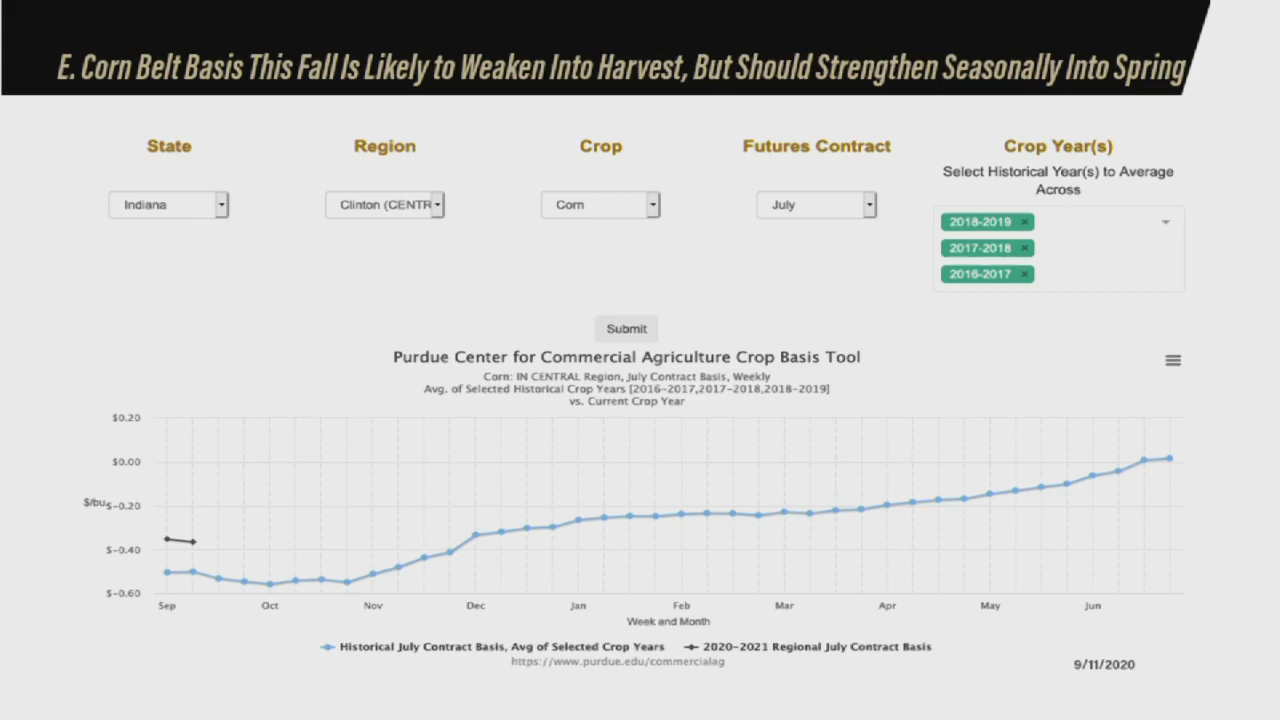 E. Corn Belt Basis This Fall Is Likely to Weaken Into Harvest, But Should Strengthen Seasonally Into Spring
State
Region
Crop
Futures Contract
Crop Year(s)
Select Historical Year(s) to Average
Across
Indiana
Clinton (CENTR
Corn
July
2018-2019 ×
2017-2018 ×
2016-2017 ×
Submit
Purdue Center for Commercial Agriculture Crop Basis Tool
Corn: IN CENTRAL Region, July Contract Basis, Weekly
Avg. of Selected Historical Crop Years [2016-2017,2017-2018,2018-2019]
vs. Current Crop Year
$0.20
$0.00
$/bu
$-0.20
$-0.40
$-0.60
Sep Oct Nov Dec Jan Feb Mar Apr May Jun
Week and Month
Historical July Contract Basis, Avg of Selected Crop Years 2020-2021 Regional July Contract Basis
https://www.purdue.edu/commercialag
9/11/2020